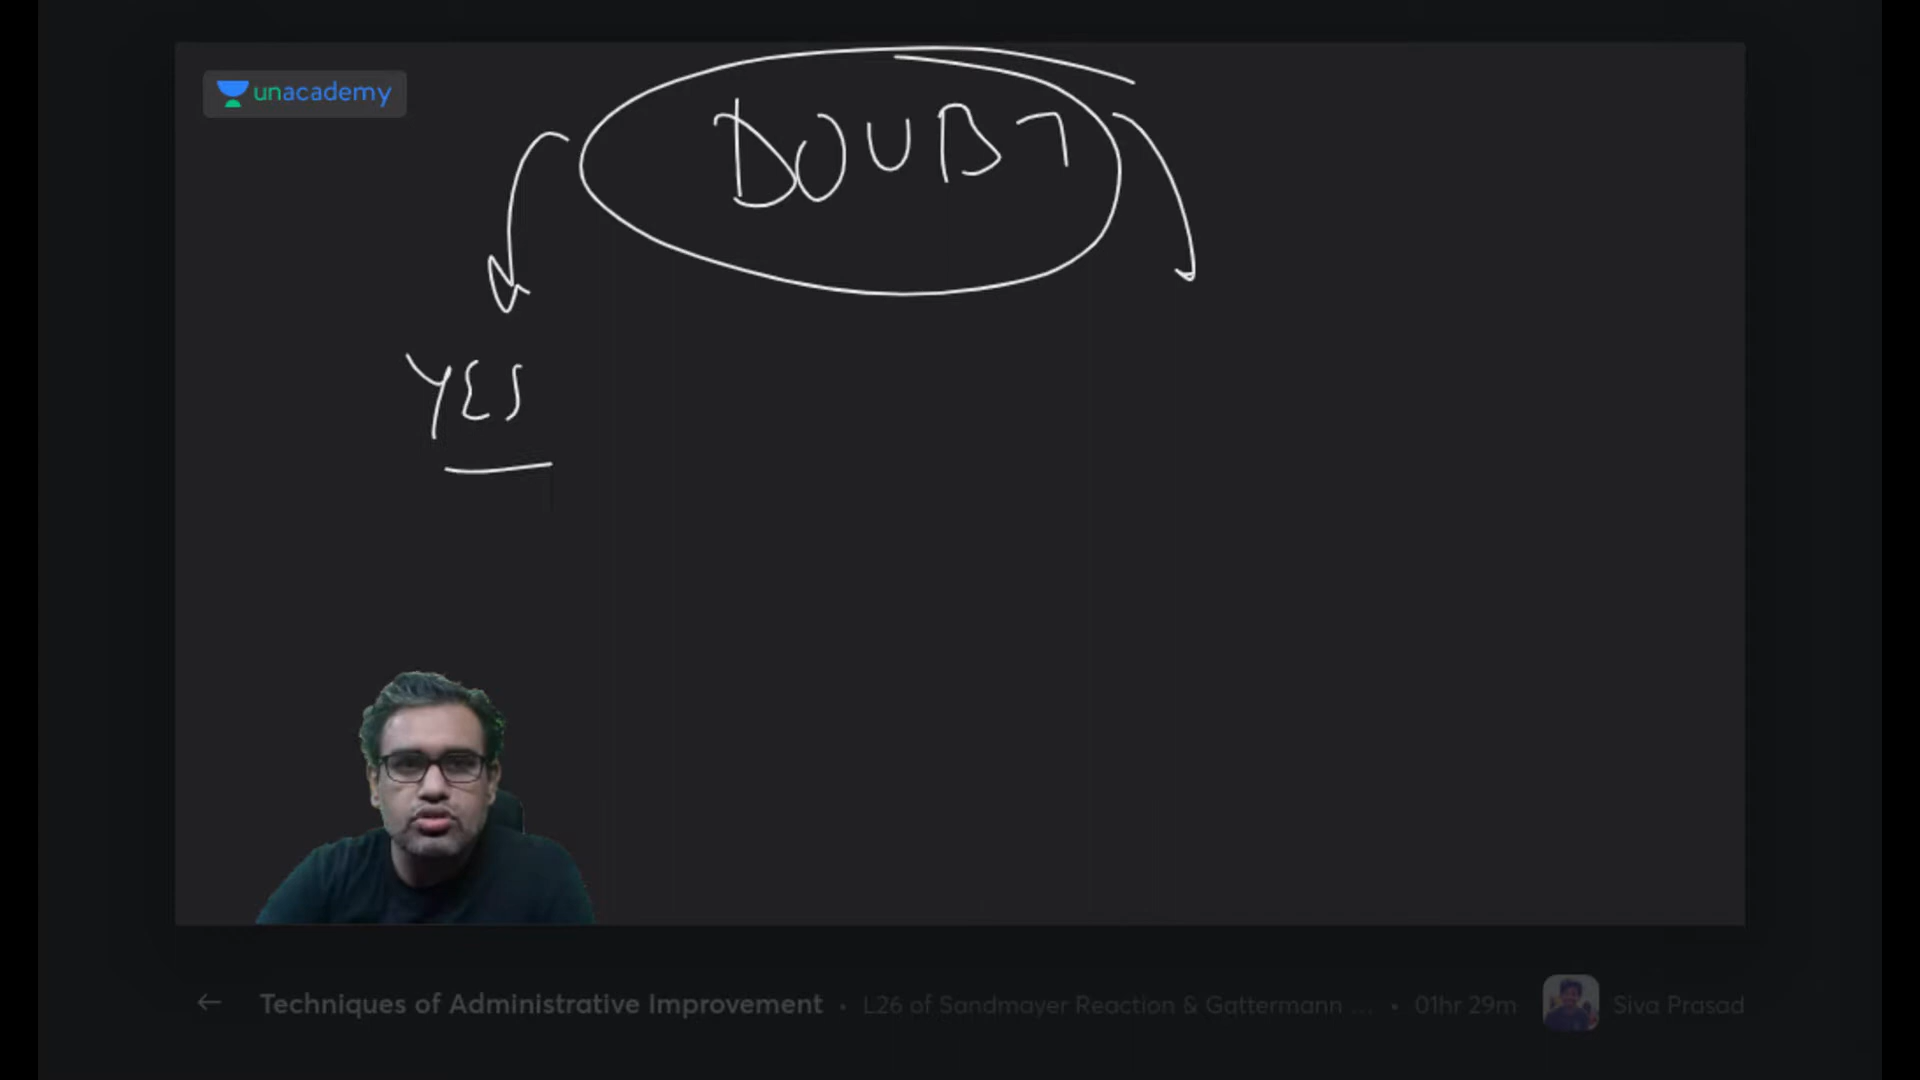 unacademy
DOUBT
YES
Techniques of Administrative Improvement • L26 of Sandmayer Reaction & Gattermann ... • 01hr 29m Siva Prasad